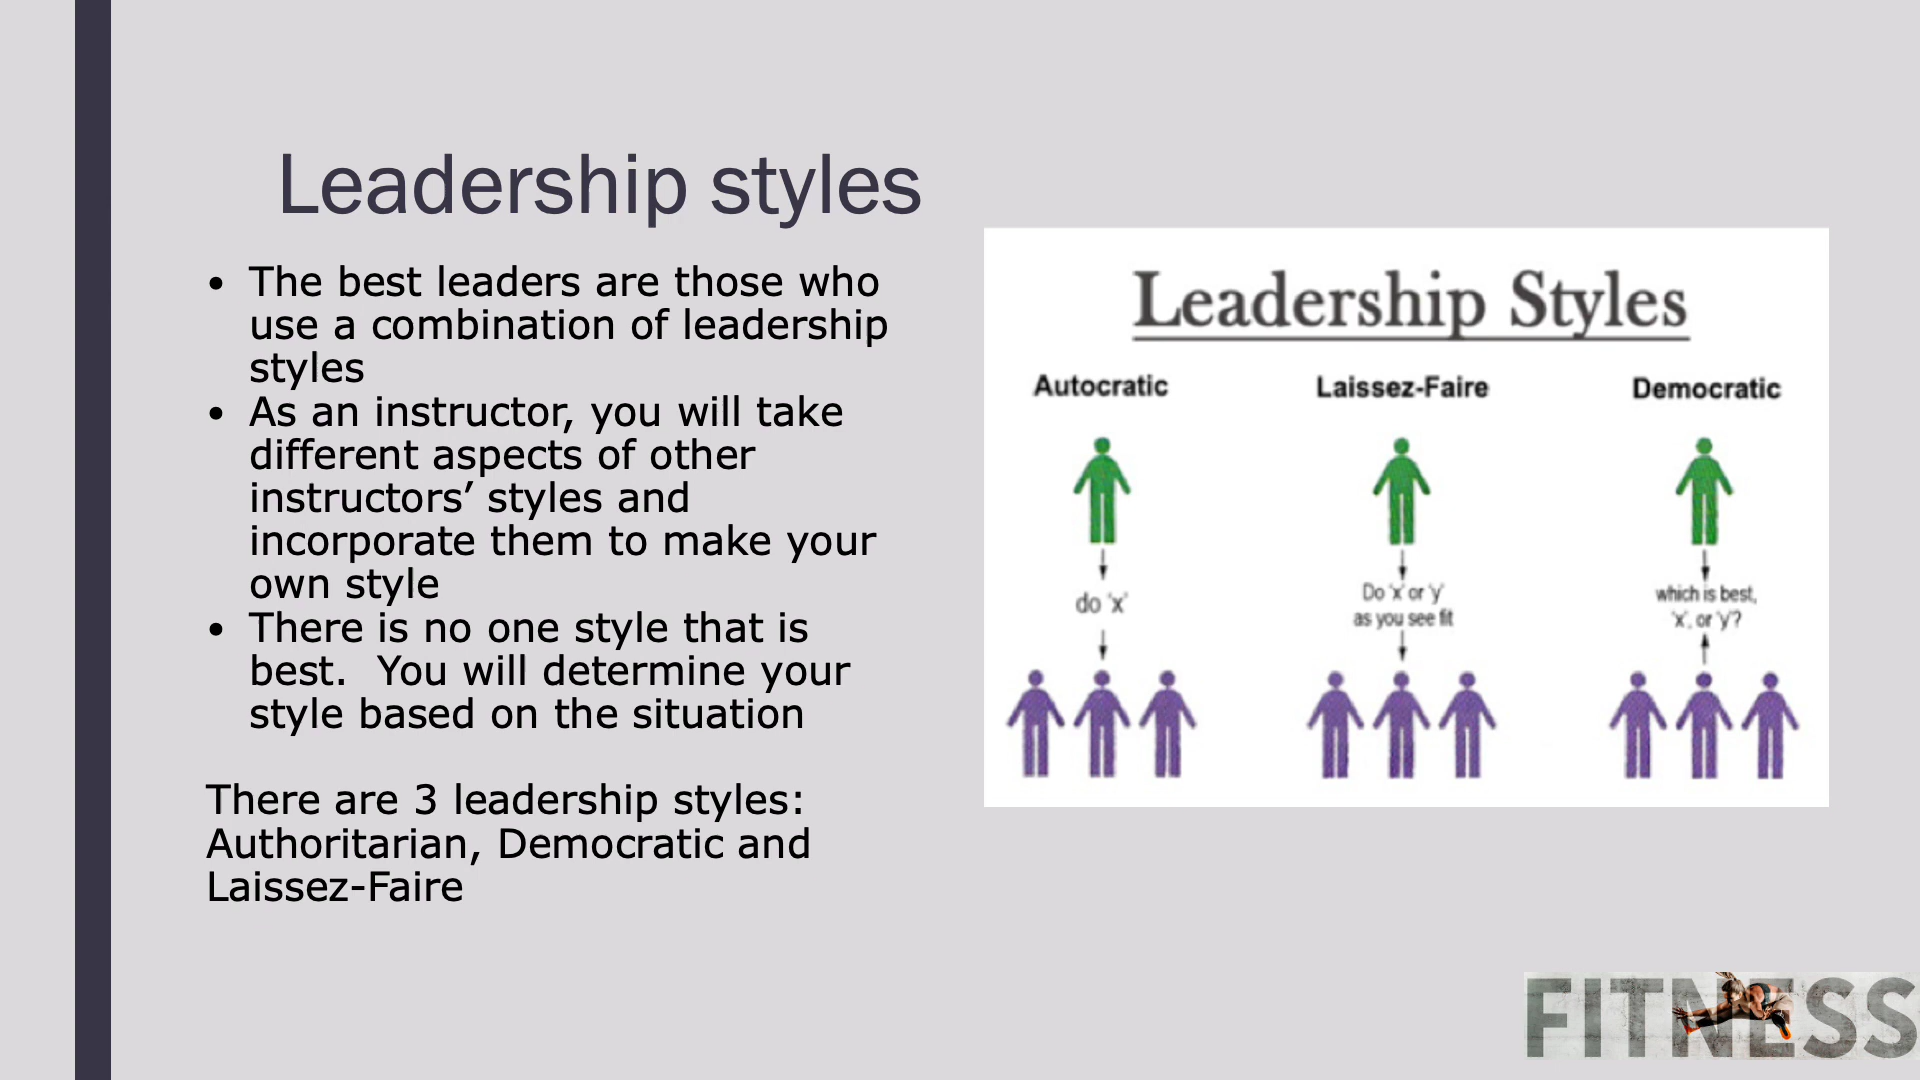 Leadership styles
• The best leaders are those who
use a combination of leadership
styles
• As an instructor, you will take
different aspects of other
instructors’ styles and
incorporate them to make your
own style
• There is no one style that is
best.  You will determine your
style based on the situation
There are 3 leadership styles:
Authoritarian, Democratic and
Laissez-Faire
Leadership Styles
Autocratic
do 'x'
Laissez-Faire
Do 'x' or 'y'
as you see fit
Democratic
which is best,
'x', or 'y'?
FITNESS